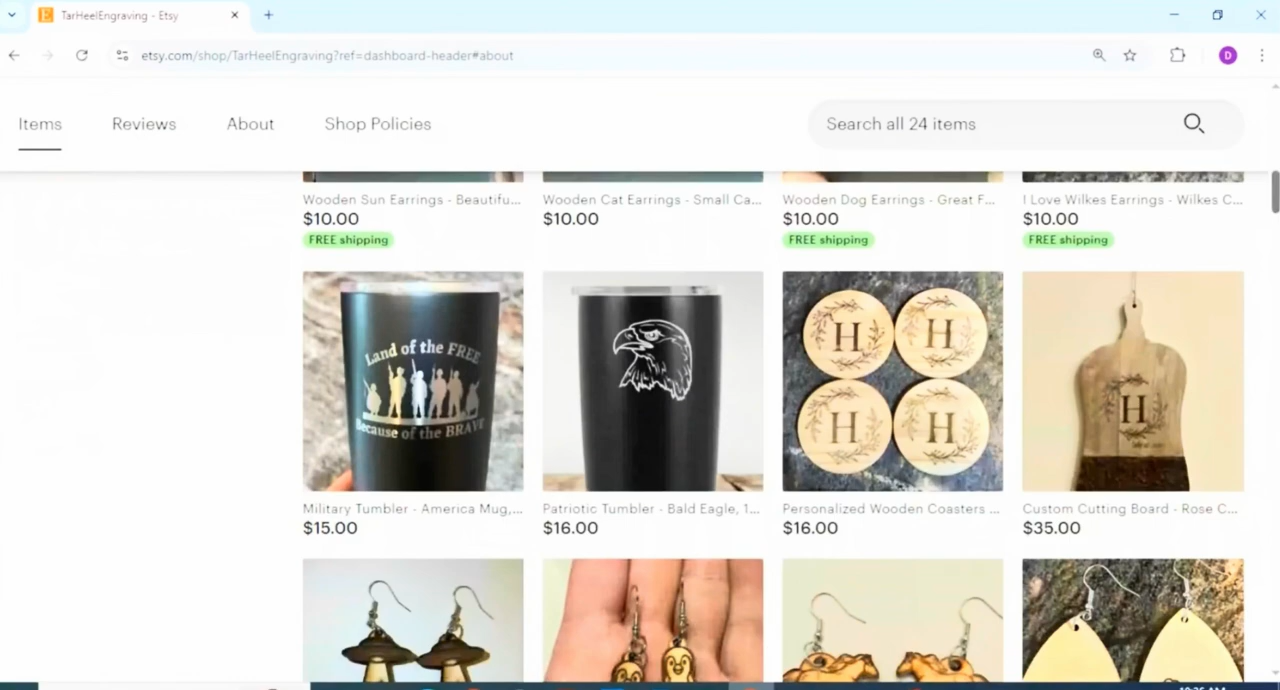 TarHeelEngraving - Etsy
etsy.com/shop/TarHeelEngraving?ref=dashboard-header#about
D
Items Reviews About Shop Policies
Search all 24 items
Wooden Sun Earrings - Beautifu...
$10.00
FREE shipping
Wooden Cat Earrings - Small Ca...
$10.00
Wooden Dog Earrings - Great F...
$10.00
FREE shipping
I Love Wilkes Earrings - Wilkes C...
$10.00
FREE shipping
Land of the FREE
Because of the BRAVE
H H
H H
H
Military Tumbler - America Mug,...
$15.00
Patriotic Tumbler - Bald Eagle, 1...
$16.00
Personalized Wooden Coasters ...
$16.00
Custom Cutting Board - Rose C...
$35.00